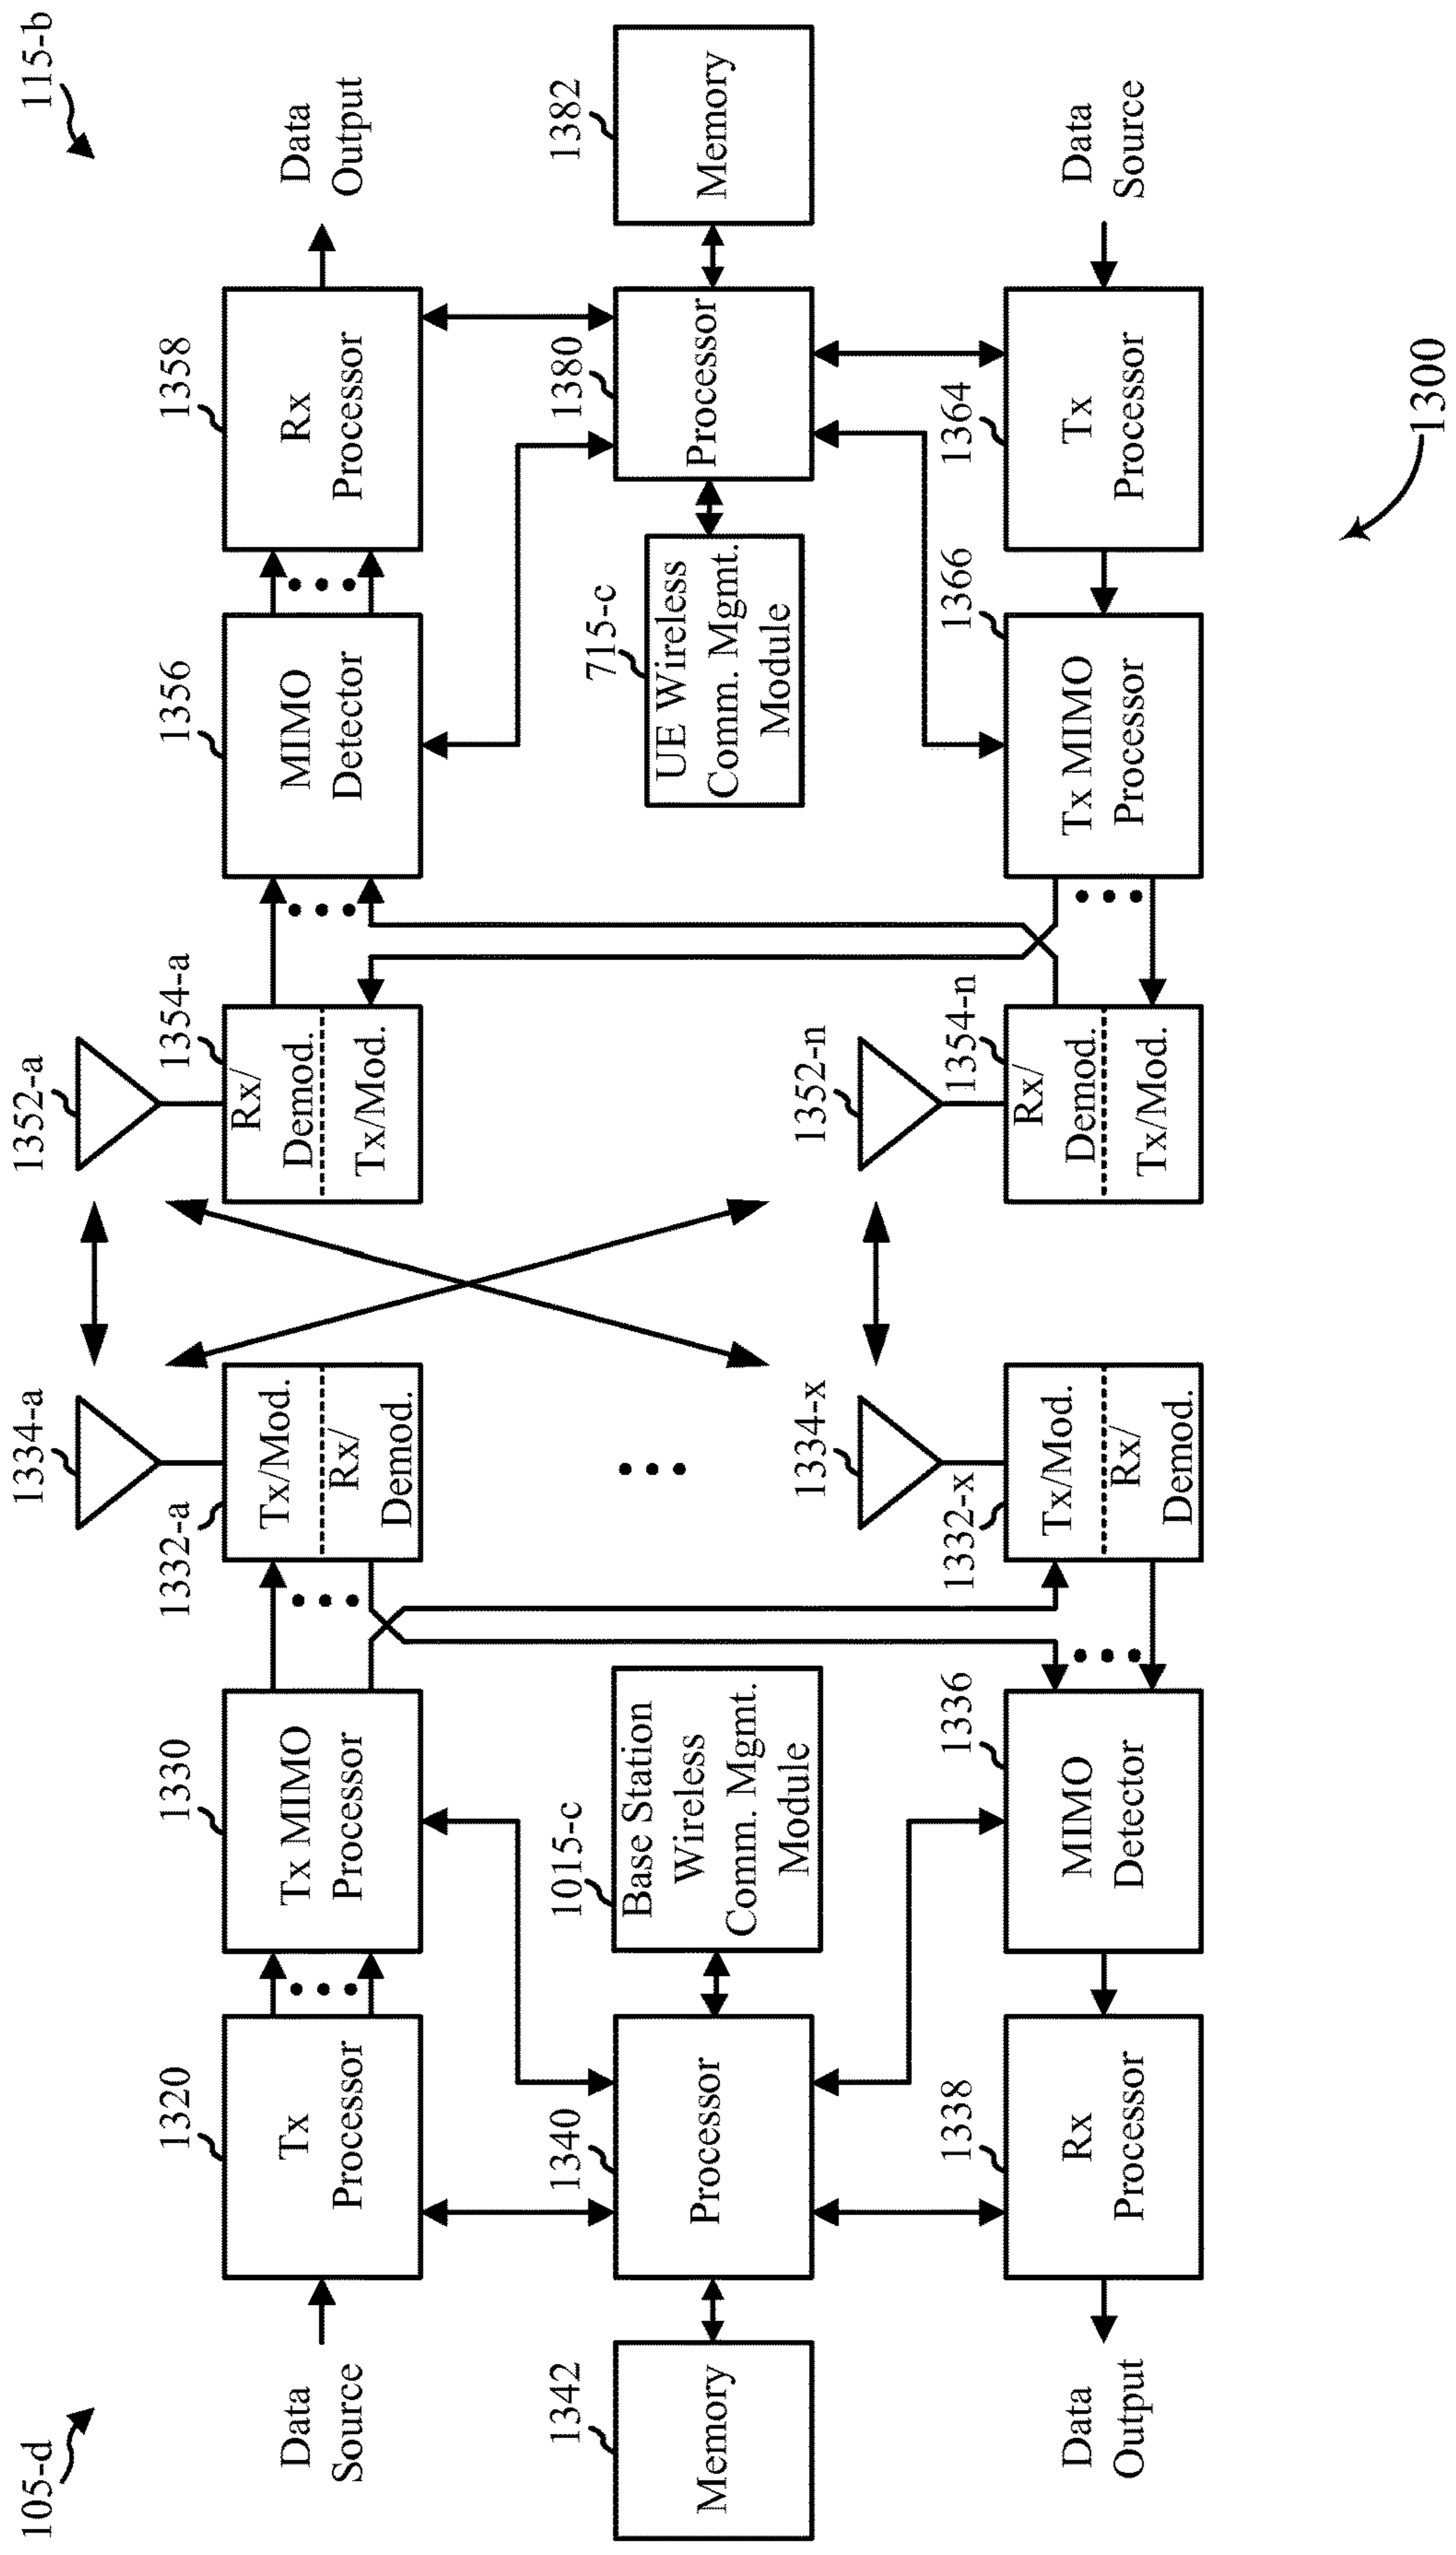 105-d
115-b
Data
Source
1320
Tx
Processor
1330
Tx MIMO
Processor
1332-a
Tx/Mod.
Rx/
Demod.
1334-a
1352-a
1354-a
Rx/
Demod.
Tx/Mod.
1356
MIMO
Detector
1358
Rx
Processor
Data
Output
1342
Memory
1340
Processor
1015-c
Base Station
Wireless
Comm. Mgmt.
Module
715-c
UE Wireless
Comm. Mgmt.
Module
1380
Processor
1382
Memory
Data
Output
1338
Rx
Processor
1336
MIMO
Detector
1332-x
Tx/Mod.
Rx/
Demod.
1334-x
1352-n
1354-n
Rx/
Demod.
Tx/Mod.
1366
Tx MIMO
Processor
1364
Tx
Processor
Data
Source
1300